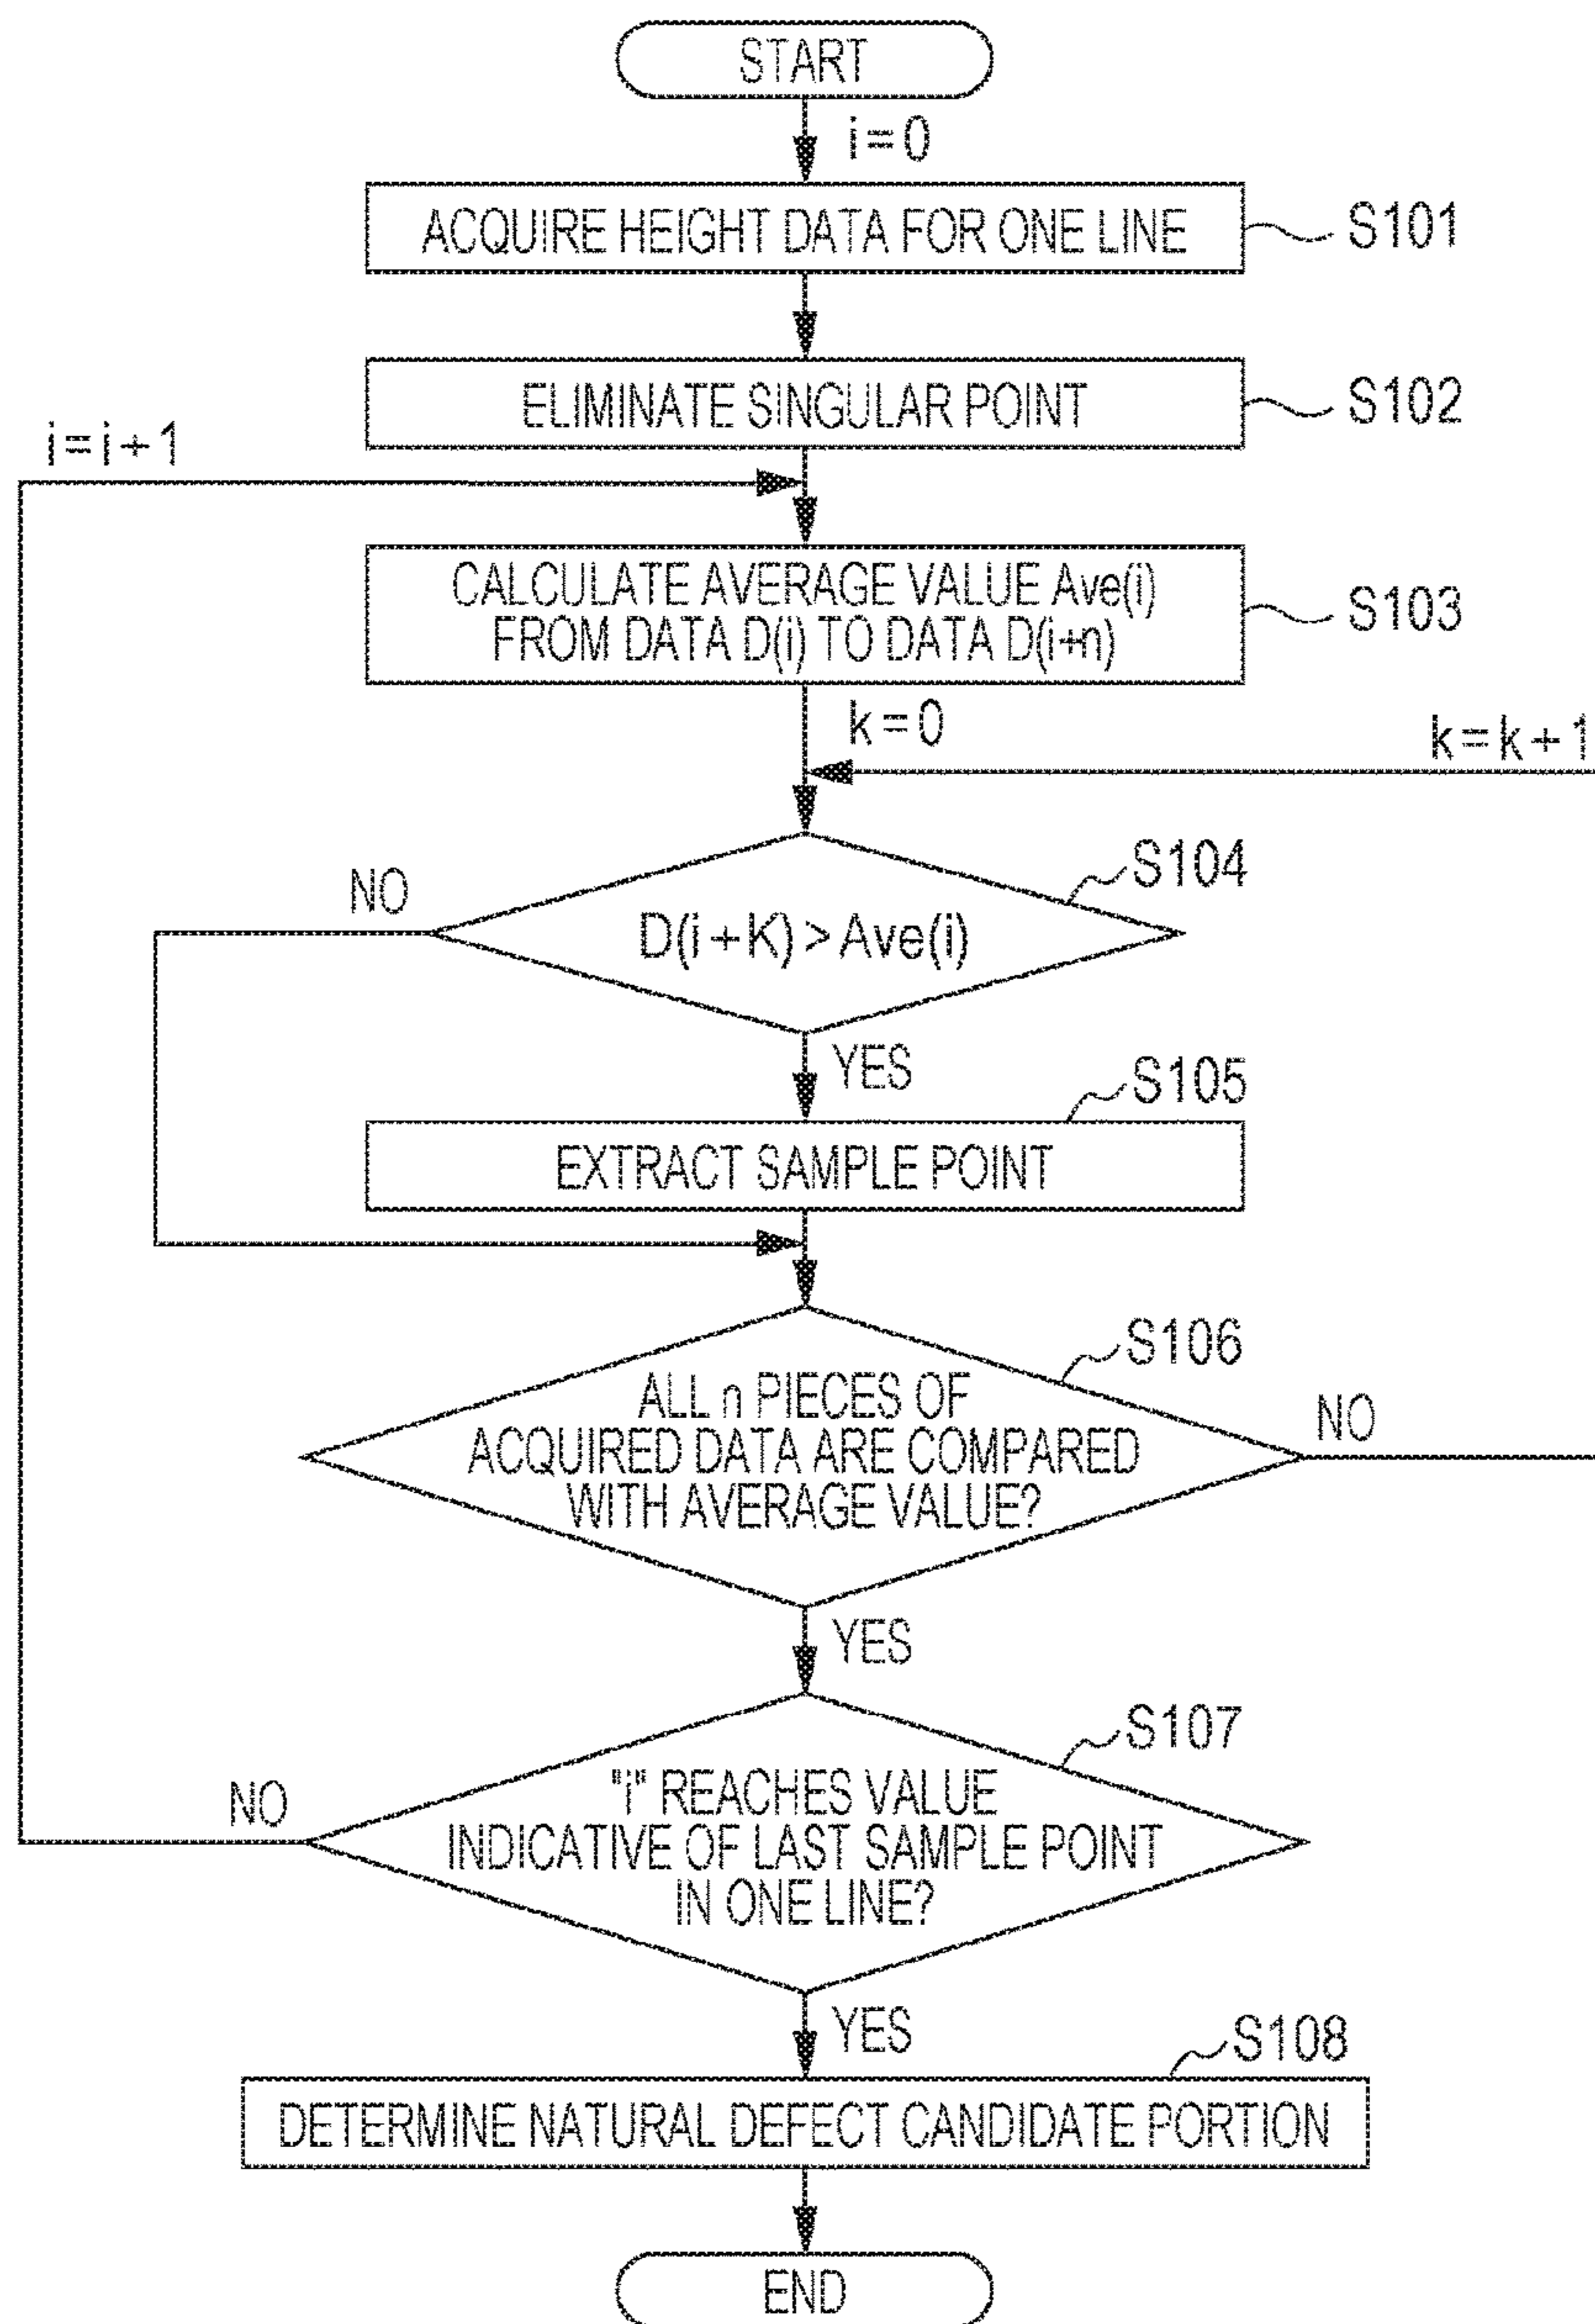 START
i=0
ACQUIRE HEIGHT DATA FOR ONE LINE
S101
ELIMINATE SINGULAR POINT
S102
i=i+1
CALCULATE AVERAGE VALUE Ave(i)
FROM DATA D(i) TO DATA D(i+n)
S103
k=0
k=k+1
S104
NO
D(i+K)>Ave(i)
YES
S105
EXTRACT SAMPLE POINT
S106
ALL n PIECES OF
ACQUIRED DATA ARE COMPARED
WITH AVERAGE VALUE?
NO
YES
S107
"i" REACHES VALUE
INDICATIVE OF LAST SAMPLE POINT
IN ONE LINE?
NO
YES
S108
DETERMINE NATURAL DEFECT CANDIDATE PORTION
END